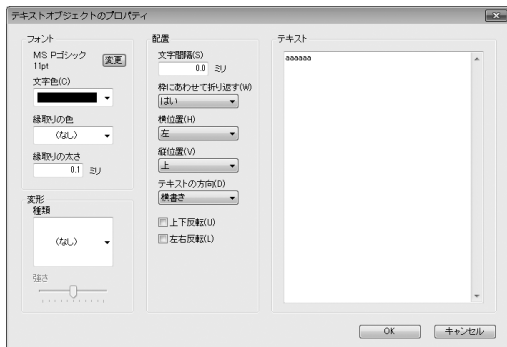 テキストオブジェクトのプロパティ
フォント
MS Pゴシック
11pt
変更
文字色(C)
縁取りの色
(なし)
縁取りの太さ
0.1 ミリ
変形
種類
(なし)
強さ
配置
文字間隔(S)
0.0 ミリ
枠にあわせて折り返す(W)
はい
横位置(H)
左
縦位置(V)
上
テキストの方向(D)
横書き
上下反転(U)
左右反転(L)
テキスト
aaaaaa
OK
キャンセル